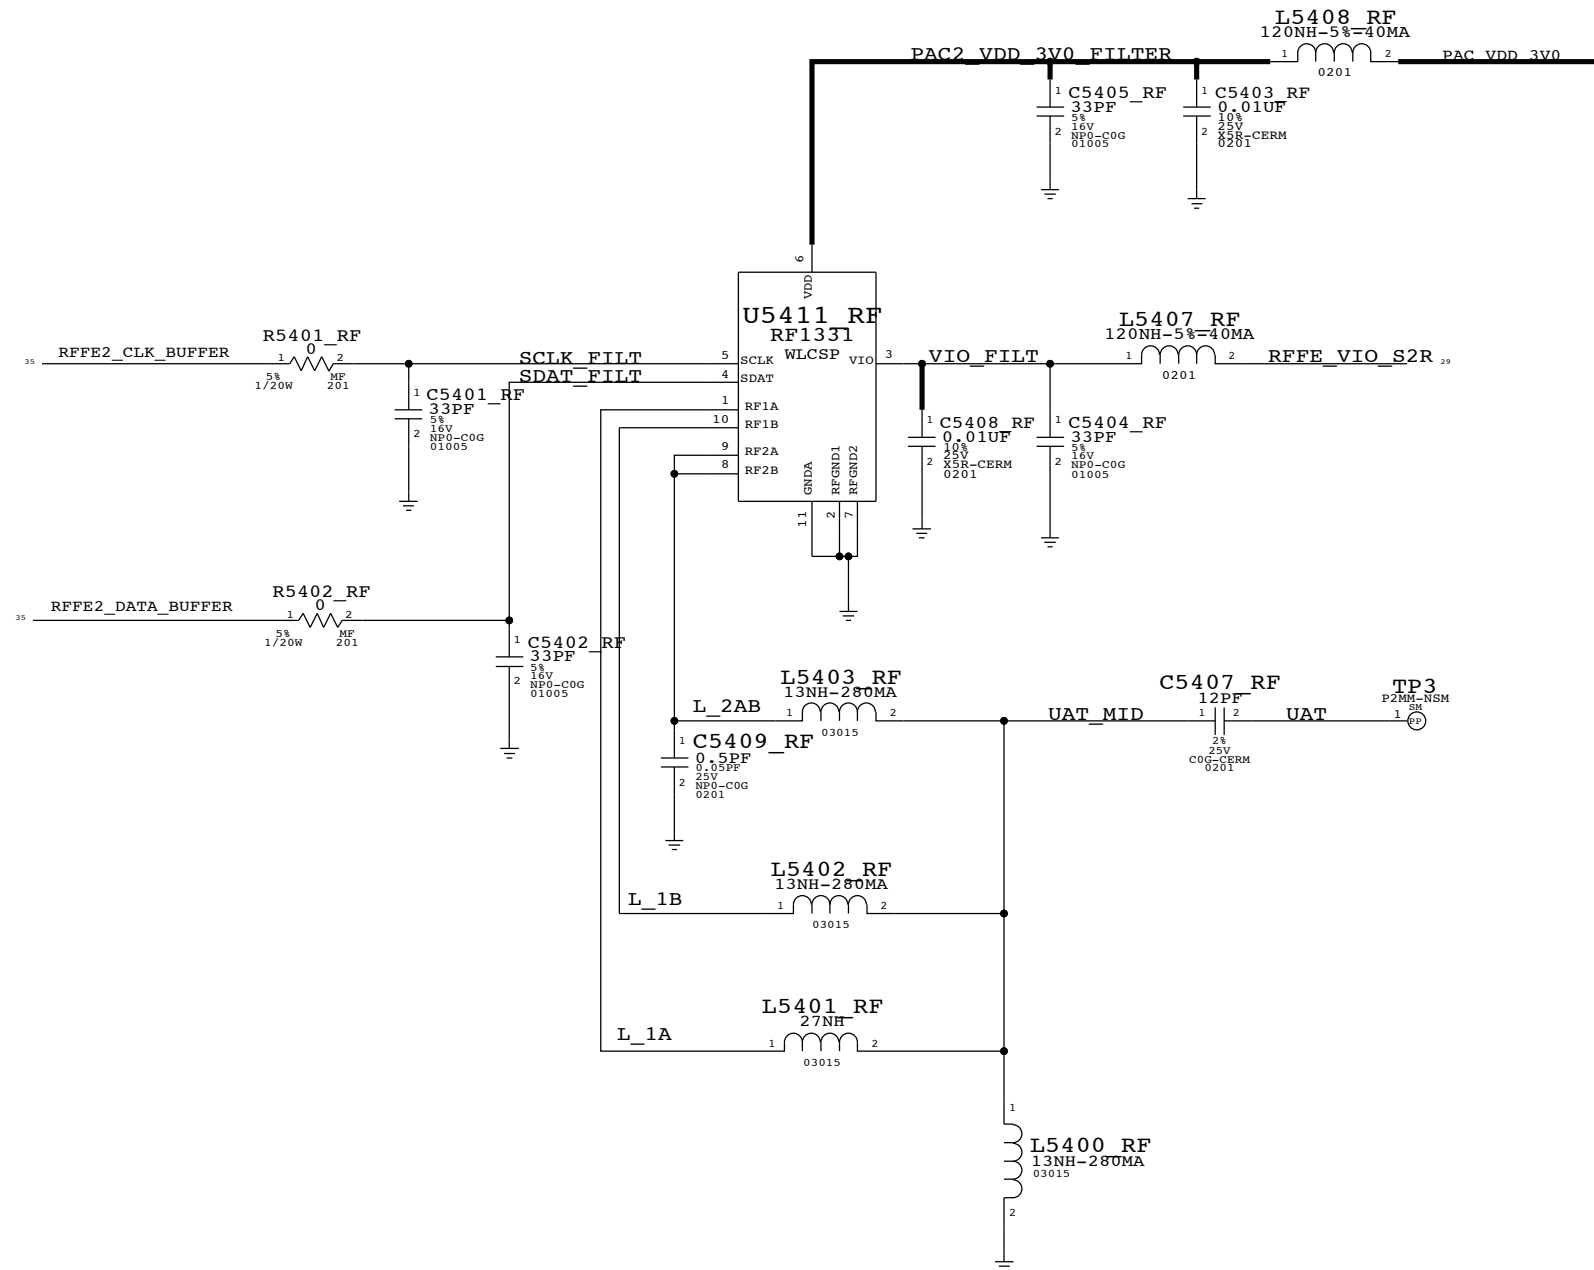 L5408_RF
120NH-5%-40MA
PAC2_VDD_3V0_FILTER
1
2
PAC_VDD_3V0
0201
1
C5405_RF
33PF
5%
16V
NP0-C0G
01005
2
1
C5403_RF
0.01UF
10%
25V
X5R-CERM
0201
2
6
VDD
U5411_RF
RF1331
WLCSP
5
SCLK
4
SDAT
1
RF1A
10
RF1B
9
RF2A
8
RF2B
VIO
3
GNDA
RFGND1
RFGND2
11
2
7
35
RFFE2_CLK_BUFFER
R5401_RF
0
1
2
5%
1/20W
MF
201
SCLK_FILT
SDAT_FILT
1
C5401_RF
33PF
5%
16V
NP0-C0G
01005
2
VIO_FILT
L5407_RF
120NH-5%-40MA
1
2
0201
RFFE_VIO_S2R
29
1
C5408_RF
0.01UF
10%
25V
X5R-CERM
0201
2
1
C5404_RF
33PF
5%
16V
NP0-C0G
01005
2
35
RFFE2_DATA_BUFFER
R5402_RF
0
1
2
5%
1/20W
MF
201
1
C5402_RF
33PF
5%
16V
NP0-C0G
01005
2
L_2AB
L5403_RF
13NH-280MA
1
2
03015
UAT_MID
C5407_RF
12PF
1
2
2%
25V
C0G-CERM
0201
UAT
TP3
P2MM-NSM
SM
1
PP
1
C5409_RF
0.5PF
0.05PF
25V
NP0-C0G
0201
2
L_1B
L5402_RF
13NH-280MA
1
2
03015
L_1A
L5401_RF
27NH
1
2
03015
1
L5400_RF
13NH-280MA
03015
2